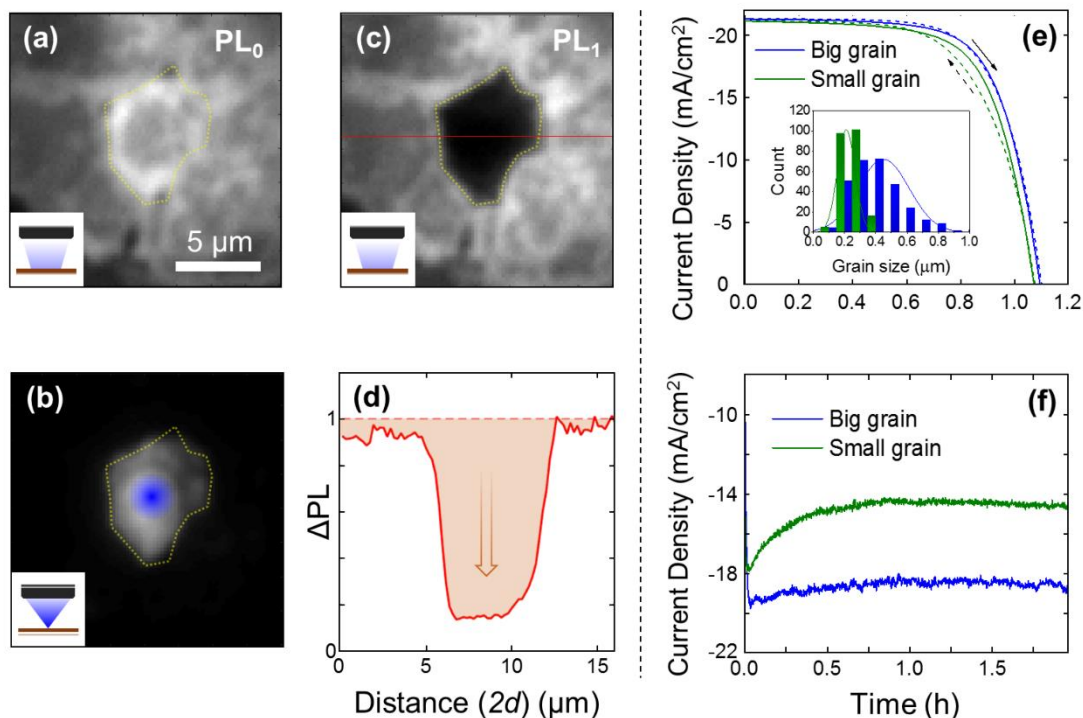 (a)
PL₀
5 μm
(c)
PL₁
(b)
(d)
1
0
ΔPL
0
5
10
15
Distance (2d) (μm)
(e)
Big grain
Small grain
Current Density (mA/cm²)
-20
-15
-10
-5
0
0.0
0.2
0.4
0.6
0.8
1.0
1.2
120
100
80
60
40
20
0
Count
0.0
0.2
0.4
0.6
0.8
1.0
Grain size (μm)
(f)
Big grain
Small grain
Current Density (mA/cm²)
-10
-14
-18
-22
0.0
0.5
1.0
1.5
Time (h)